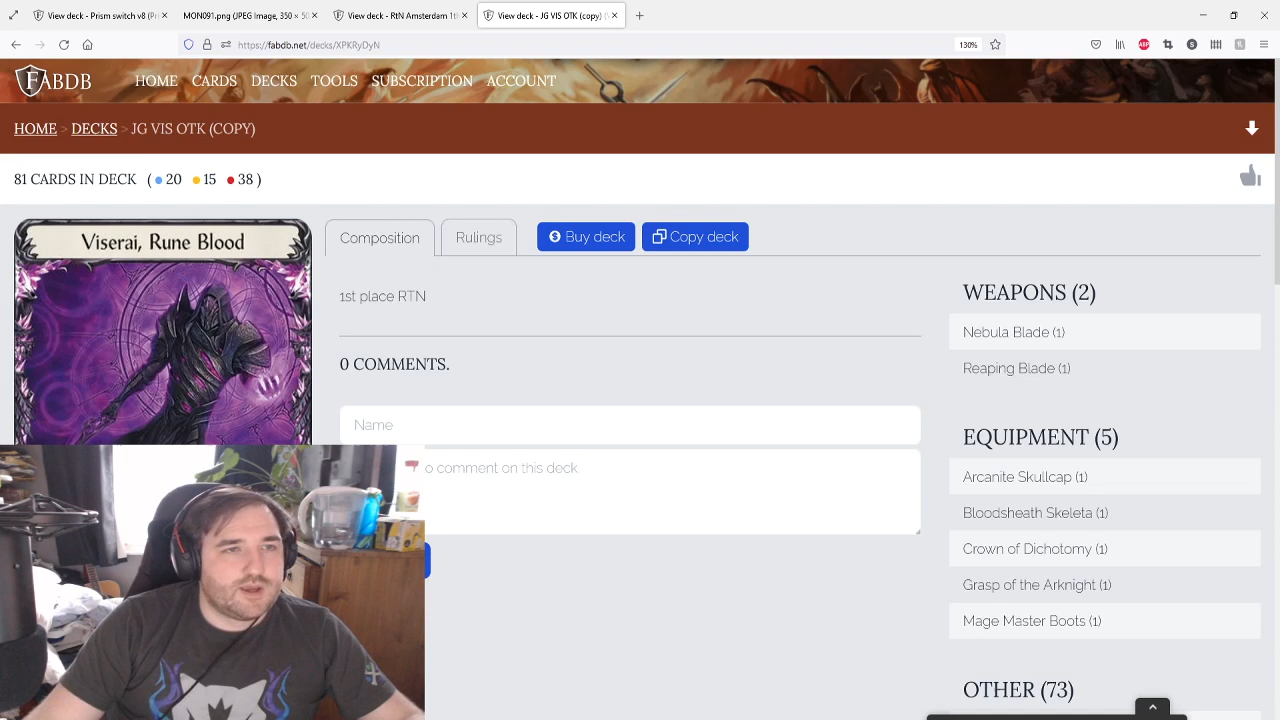 View deck - Prism switch v8 (Pri
MON091.png (JPEG Image, 350 × 50
View deck - RtN Amsterdam 1th
View deck - JG VIS OTK (copy) (V
https://fabdb.net/decks/XPKRyDyN
130%
FABDB
HOME CARDS DECKS TOOLS SUBSCRIPTION ACCOUNT
HOME > DECKS > JG VIS OTK (COPY)
81 CARDS IN DECK ( 20 15 38 )
Viserai, Rune Blood
Composition
Rulings
Buy deck
Copy deck
1st place RTN
0 COMMENTS.
Name
o comment on this deck
WEAPONS (2)
Nebula Blade (1)
Reaping Blade (1)
EQUIPMENT (5)
Arcanite Skullcap (1)
Bloodsheath Skeleta (1)
Crown of Dichotomy (1)
Grasp of the Arknight (1)
Mage Master Boots (1)
OTHER (73)